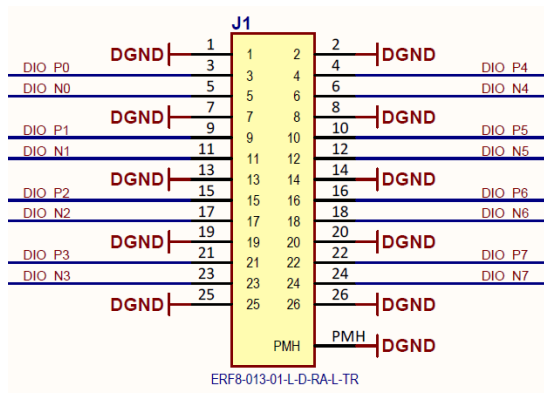 J1
DGND 1 1 2 2 DGND
DIO P0 3 3 4 4 DIO P4
DIO N0 5 5 6 6 DIO N4
DGND 7 7 8 8 DGND
DIO P1 9 9 10 10 DIO P5
DIO N1 11 11 12 12 DIO N5
DGND 13 13 14 14 DGND
DIO P2 15 15 16 16 DIO P6
DIO N2 17 17 18 18 DIO N6
DGND 19 19 20 20 DGND
DIO P3 21 21 22 22 DIO P7
DIO N3 23 23 24 24 DIO N7
DGND 25 25 26 26 DGND
PMH PMH DGND
ERF8-013-01-L-D-RA-L-TR